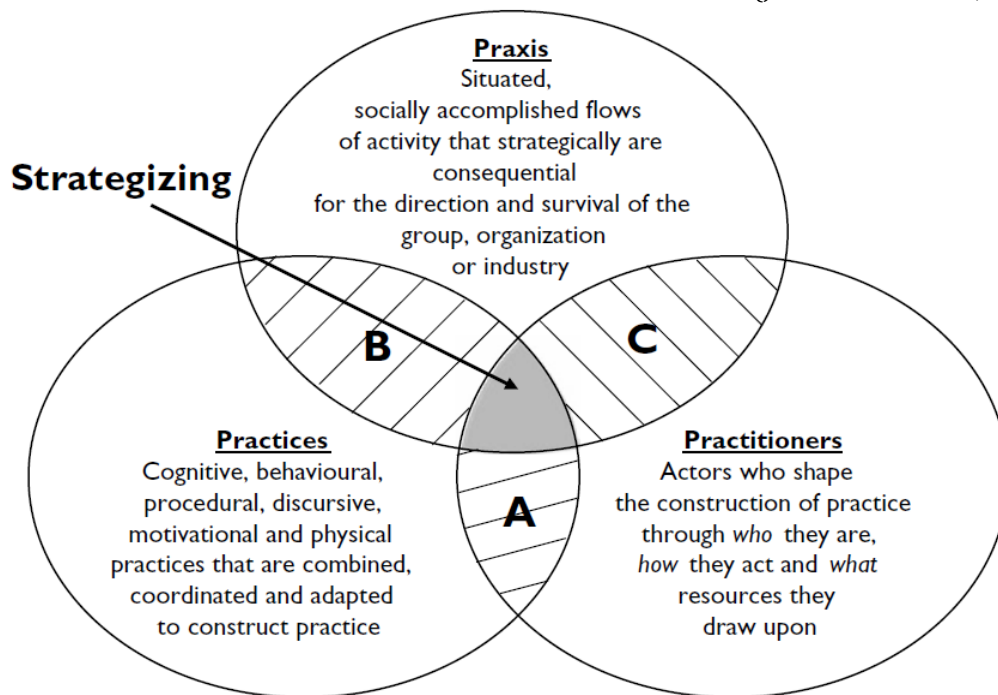 Praxis
Situated,
socially accomplished flows
of activity that strategically are
consequential
for the direction and survival of the
group, organization
or industry
Strategizing
B
C
Practices
Cognitive, behavioural,
procedural, discursive,
motivational and physical
practices that are combined,
coordinated and adapted
to construct practice
A
Practitioners
Actors who shape
the construction of practice
through who they are,
how they act and what
resources they
draw upon